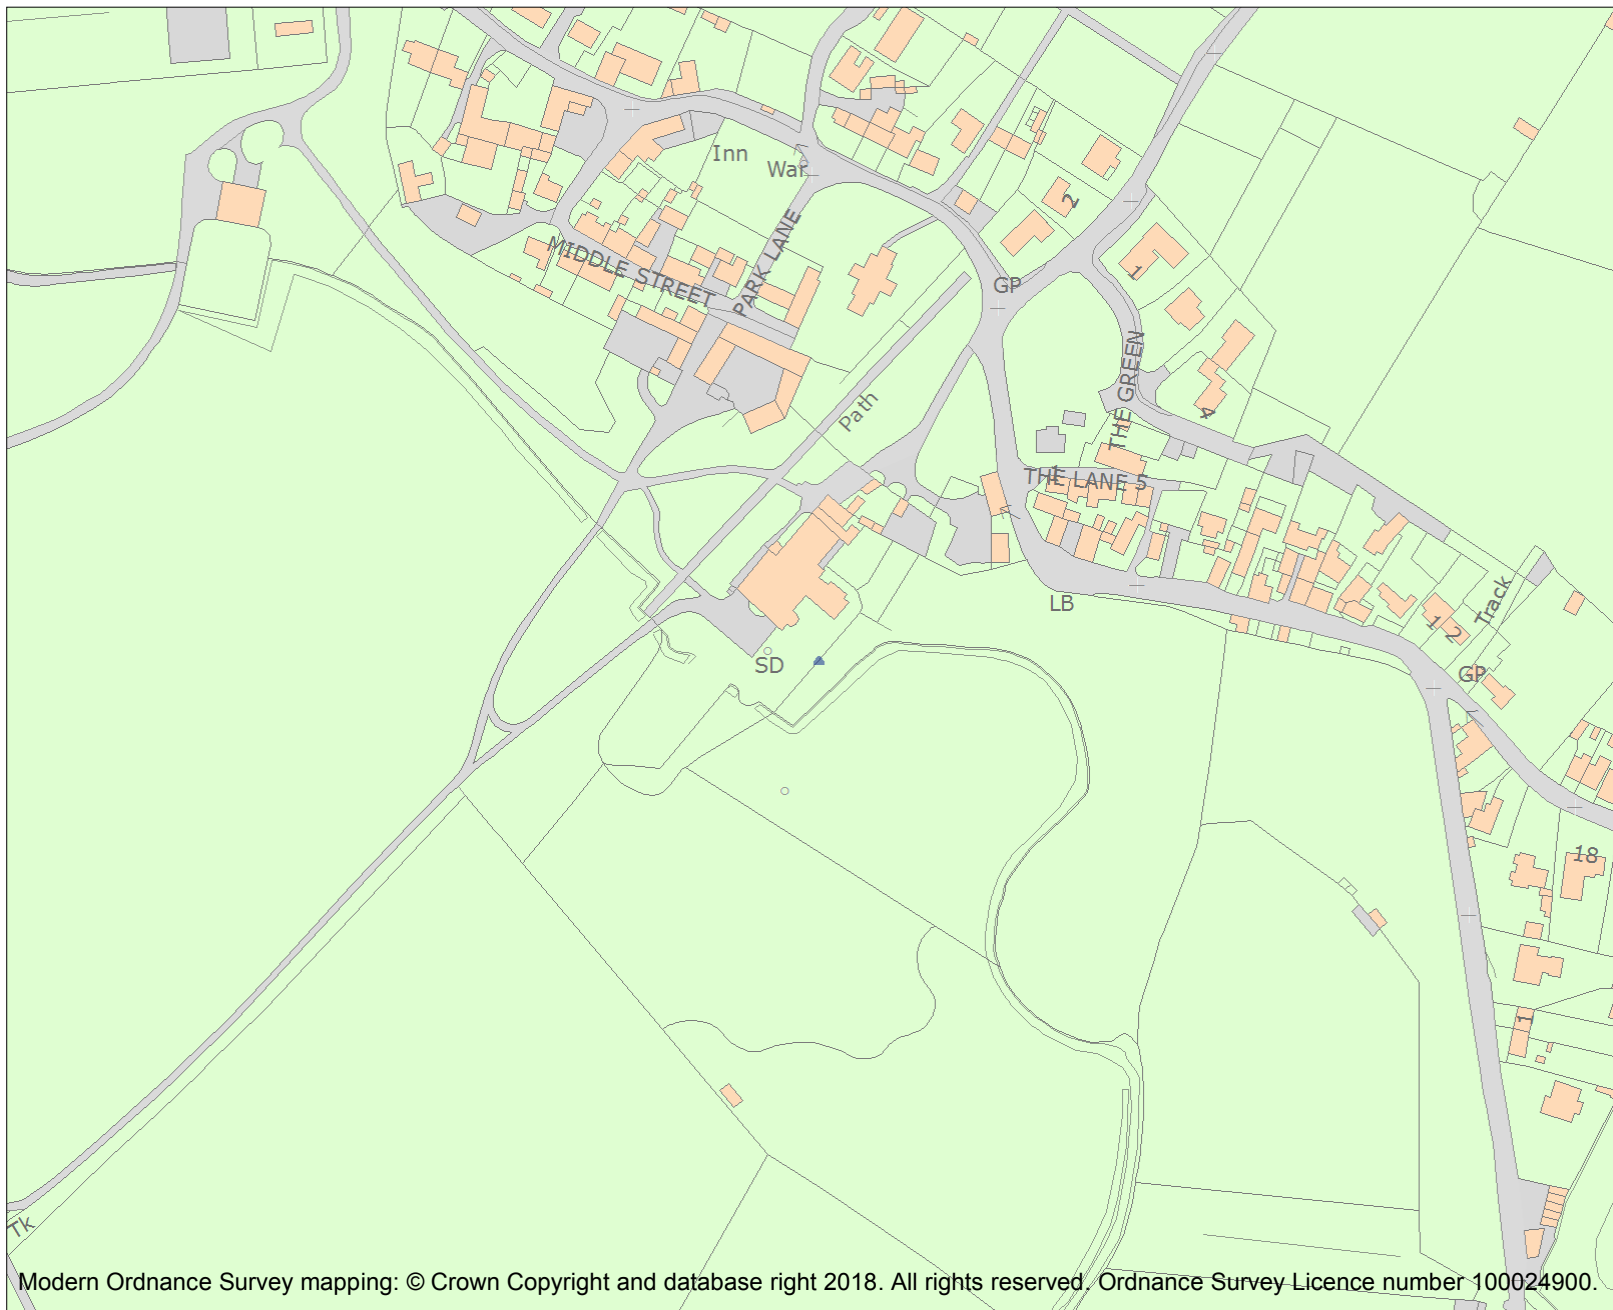 Inn
War
2
MIDDLE STREET
PARK LANE
1
GP
THE GREEN
Path
4
THE LANE 5
LB
Track
1 2
SD
GP
18
1
Tk
Modern Ordnance Survey mapping: © Crown Copyright and database right 2018. All rights reserved. Ordnance Survey Licence number 100024900.